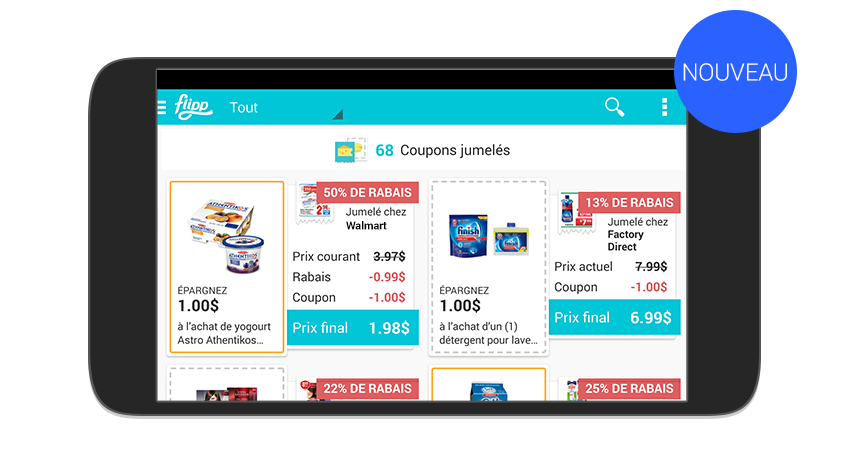 NOUVEAU
flipp
Tout
68 Coupons jumelés
50% DE RABAIS
Jumelé chez
Walmart
Prix courant 3.97$
Rabais -0.99$
Coupon -1.00$
Prix final 1.98$
ATHENTIKOS
ÉPARGNEZ
1.00$
à l'achat de yogourt
Astro Athentikos...
13% DE RABAIS
Jumelé chez
Factory
Direct
Prix actuel 7.99$
Coupon -1.00$
Prix final 6.99$
finish
ÉPARGNEZ
1.00$
à l'achat d'un (1)
détergent pour lave...
22% DE RABAIS
25% DE RABAIS